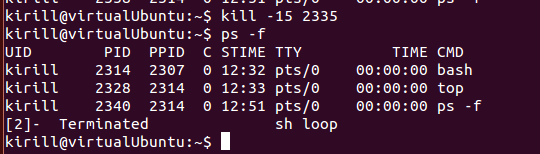 kirill@virtualUbuntu:~$ kill -15 2335
kirill@virtualUbuntu:~$ ps -f
UID        PID  PPID  C STIME TTY          TIME CMD
kirill    2314  2307  0 12:32 pts/0    00:00:00 bash
kirill    2328  2314  0 12:33 pts/0    00:00:00 top
kirill    2340  2314  0 12:51 pts/0    00:00:00 ps -f
[2]-  Terminated              sh loop
kirill@virtualUbuntu:~$